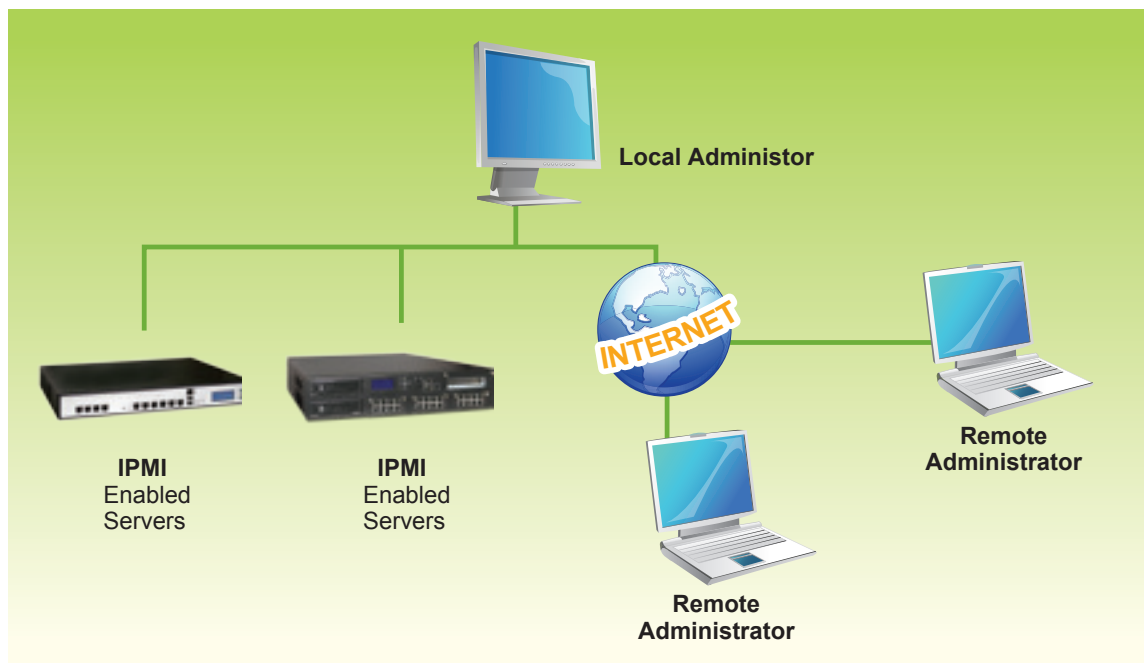 Local Administor
INTERNET
IPMI
Enabled
Servers
IPMI
Enabled
Servers
Remote
Administrator
Remote
Administrator